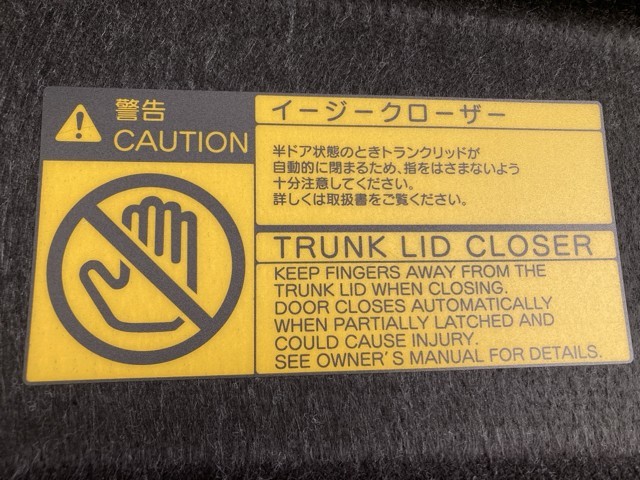 警告
CAUTION
イージークローザー
半ドア状態のときトランクリッドが
自動的に閉まるため、指をはさまないよう
十分注意してください。
詳しくは取扱書をご覧ください。
TRUNK LID CLOSER
KEEP FINGERS AWAY FROM THE
TRUNK LID WHEN CLOSING.
DOOR CLOSES AUTOMATICALLY
WHEN PARTIALLY LATCHED AND
COULD CAUSE INJURY.
SEE OWNER'S MANUAL FOR DETAILS.